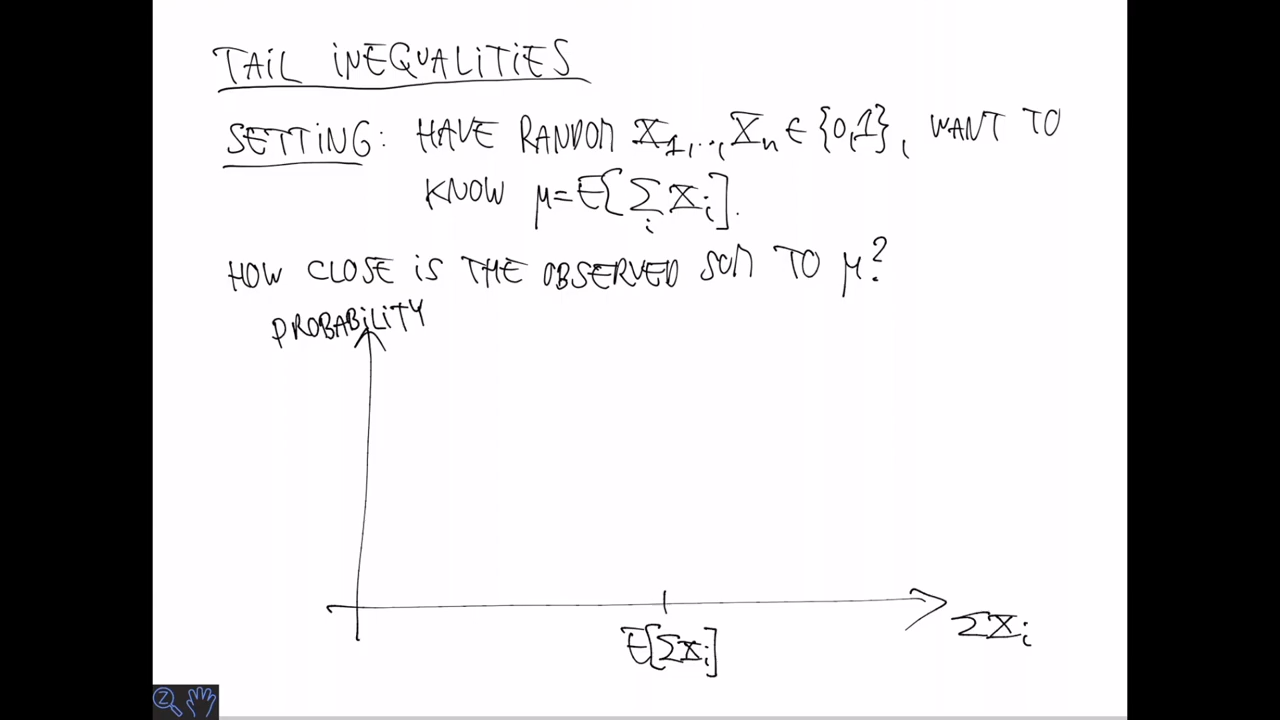 TAIL INEQUALITIES
SETTING: HAVE RANDOM X₁,..., Xₙ ∈ {0,1}, WANT TO
KNOW μ = E[∑ᵢ Xᵢ].
HOW CLOSE IS THE OBSERVED SUM TO μ?
PROBABILITY
∑Xᵢ
E[∑Xᵢ]
Z